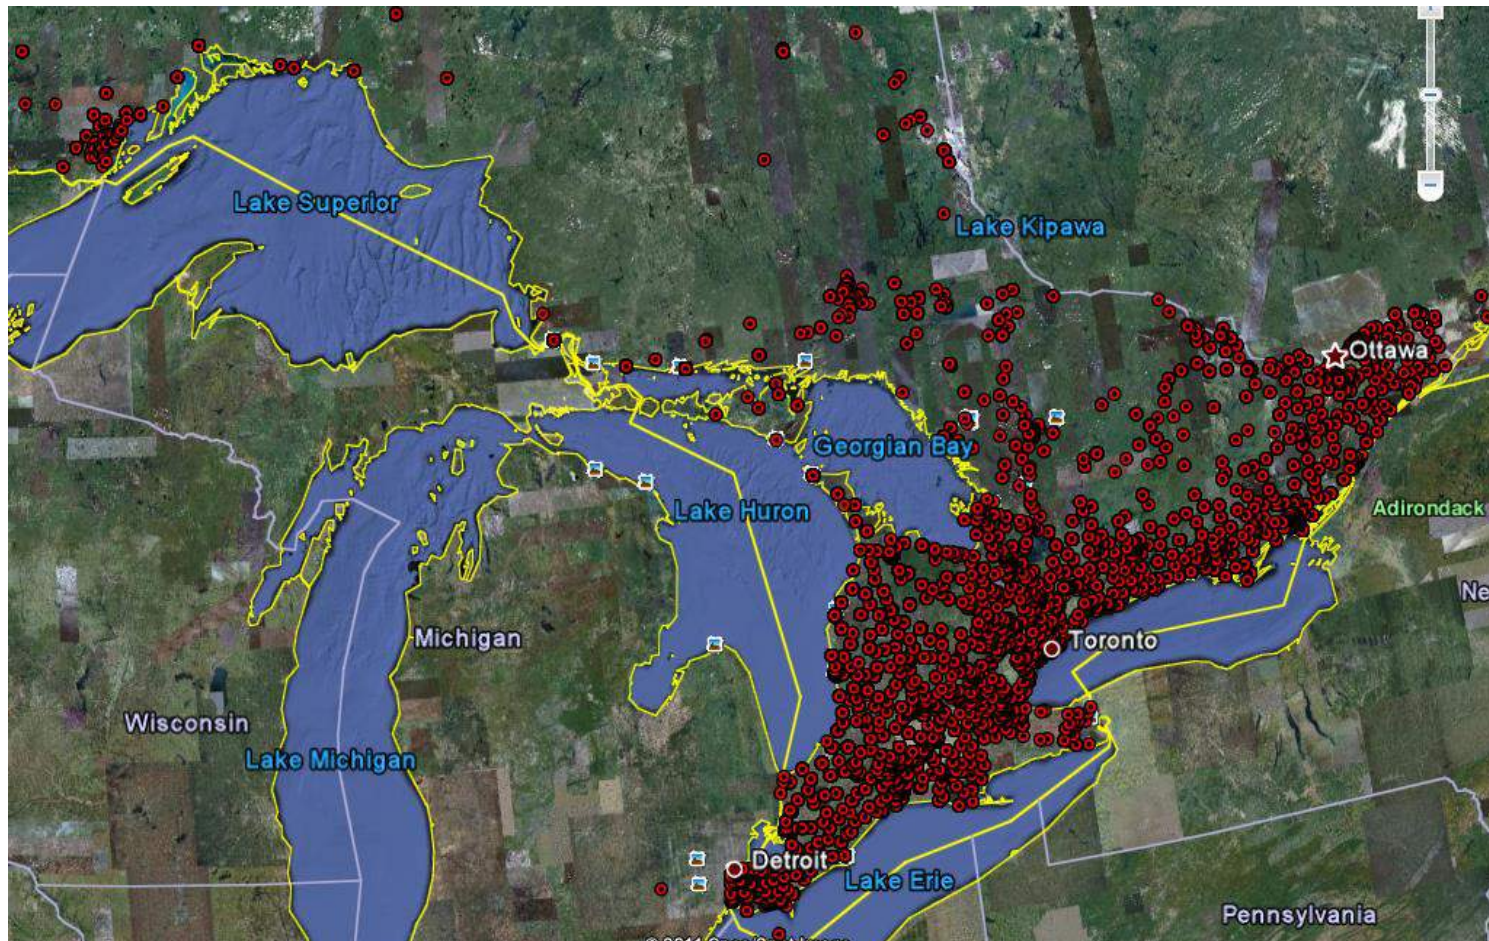 Lake Superior
Lake Kipawa
Ottawa
Georgian Bay
Lake Huron
Adirondack
Ne
Michigan
Toronto
Wisconsin
Lake Michigan
Detroit
Lake Erie
Pennsylvania
© 2011